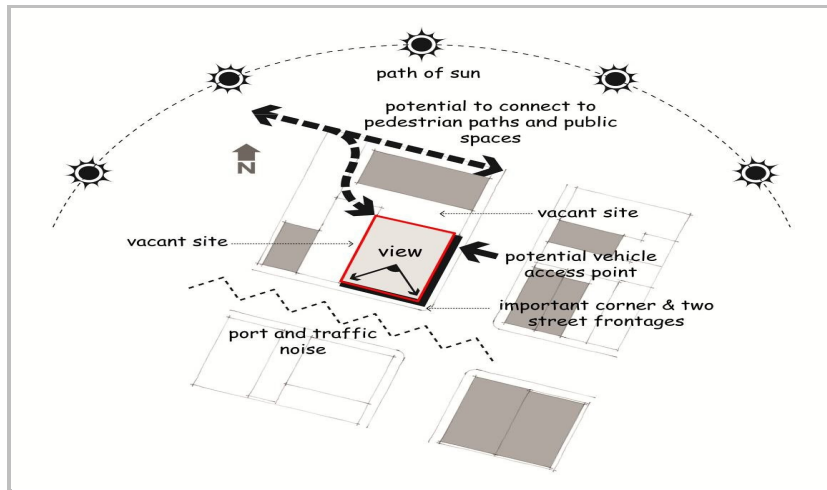 path of sun
potential to connect to
pedestrian paths and public
spaces
N
vacant site
vacant site
view
potential vehicle
access point
important corner & two
street frontages
port and traffic
noise